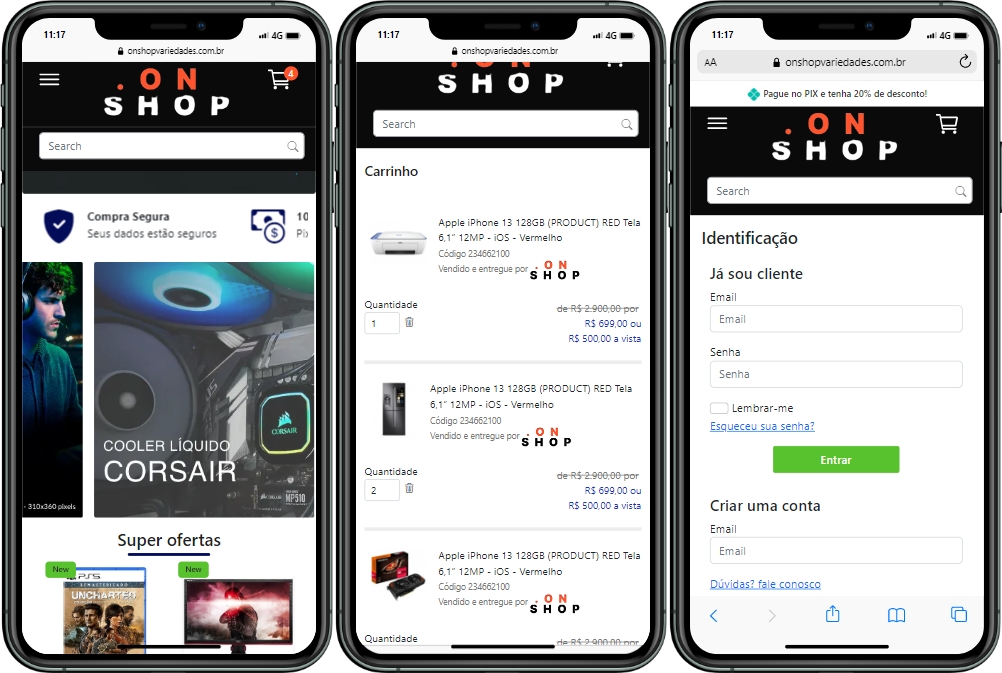 11:17
4G
onshopvariedades.com.br
4
.ON
SHOP
Search
Compra Segura
Seus dados estão seguros
10
Pix
$
COOLER LÍQUIDO
CORSAIR
CORSAIR
CORSAIR
MP510
- 310x360 pixels
Super ofertas
New
PS5
REMASTERIZADO
UNCHARTED
New
11:17
4G
onshopvariedades.com.br
.ON
SHOP
Search
Carrinho
Apple iPhone 13 128GB (PRODUCT) RED Tela
6,1” 12MP - iOS - Vermelho
Código 234662100
Vendido e entregue por .ON
SHOP
Quantidade
1
de R$ 2.900,00 por
R$ 699,00 ou
R$ 500,00 a vista
Apple iPhone 13 128GB (PRODUCT) RED Tela
6,1” 12MP - iOS - Vermelho
Código 234662100
Vendido e entregue por .ON
SHOP
Quantidade
2
de R$ 2.900,00 por
R$ 699,00 ou
R$ 500,00 a vista
Apple iPhone 13 128GB (PRODUCT) RED Tela
6,1” 12MP - iOS - Vermelho
Código 234662100
Vendido e entregue por .ON
SHOP
Quantidade
de R$ 2.900,00 por
11:17
4G
AA
onshopvariedades.com.br
Pague no PIX e tenha 20% de desconto!
.ON
SHOP
Search
Identificação
Já sou cliente
Email
Email
Senha
Senha
Lembrar-me
Esqueceu sua senha?
Entrar
Criar uma conta
Email
Email
Dúvidas? fale conosco